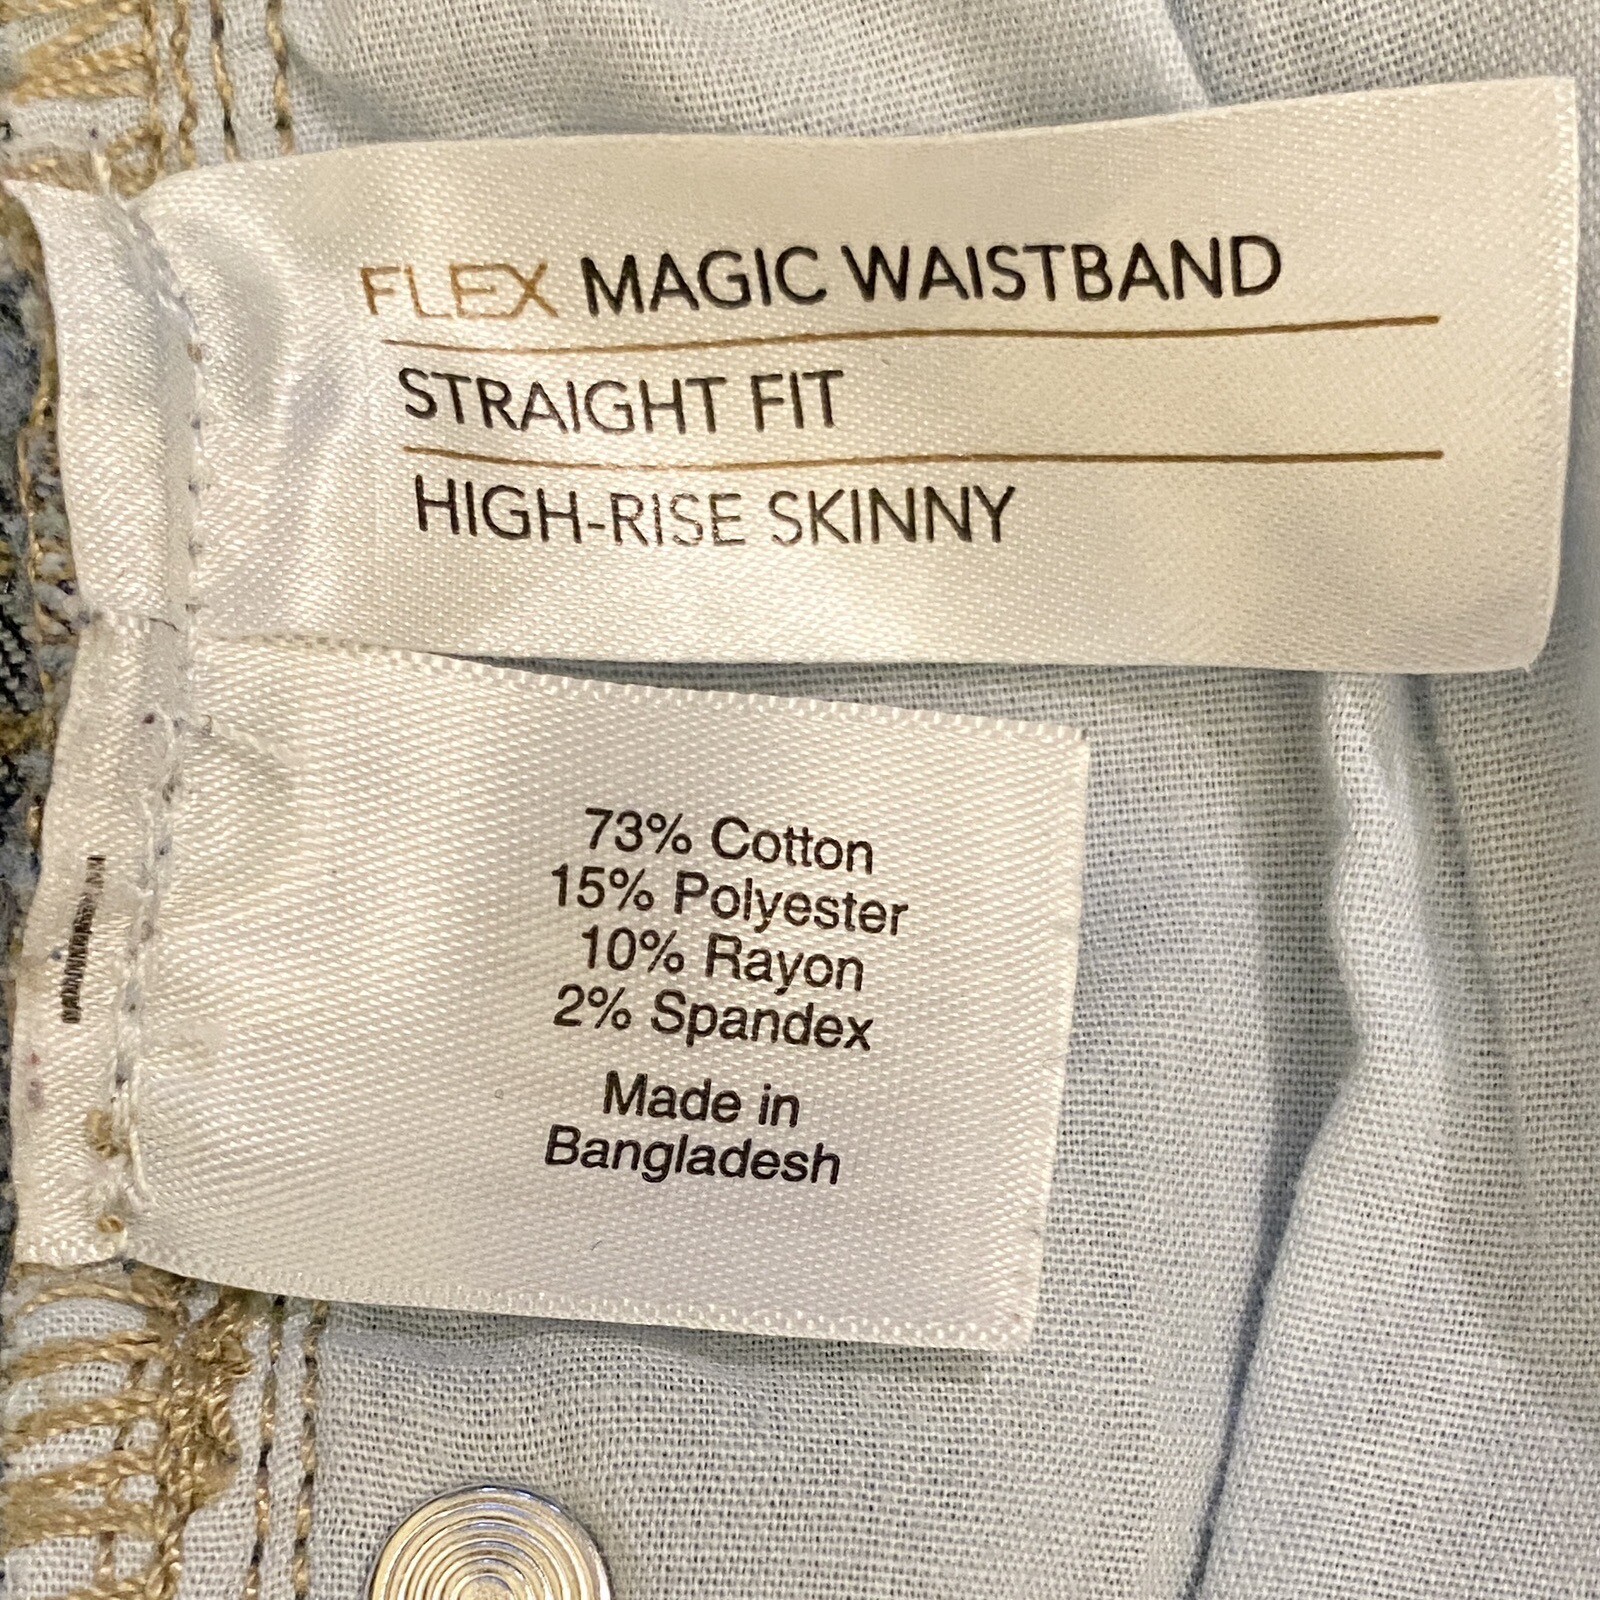 FLEX MAGIC WAISTBAND
STRAIGHT FIT
HIGH-RISE SKINNY
73% Cotton
15% Polyester
10% Rayon
2% Spandex
Made in
Bangladesh